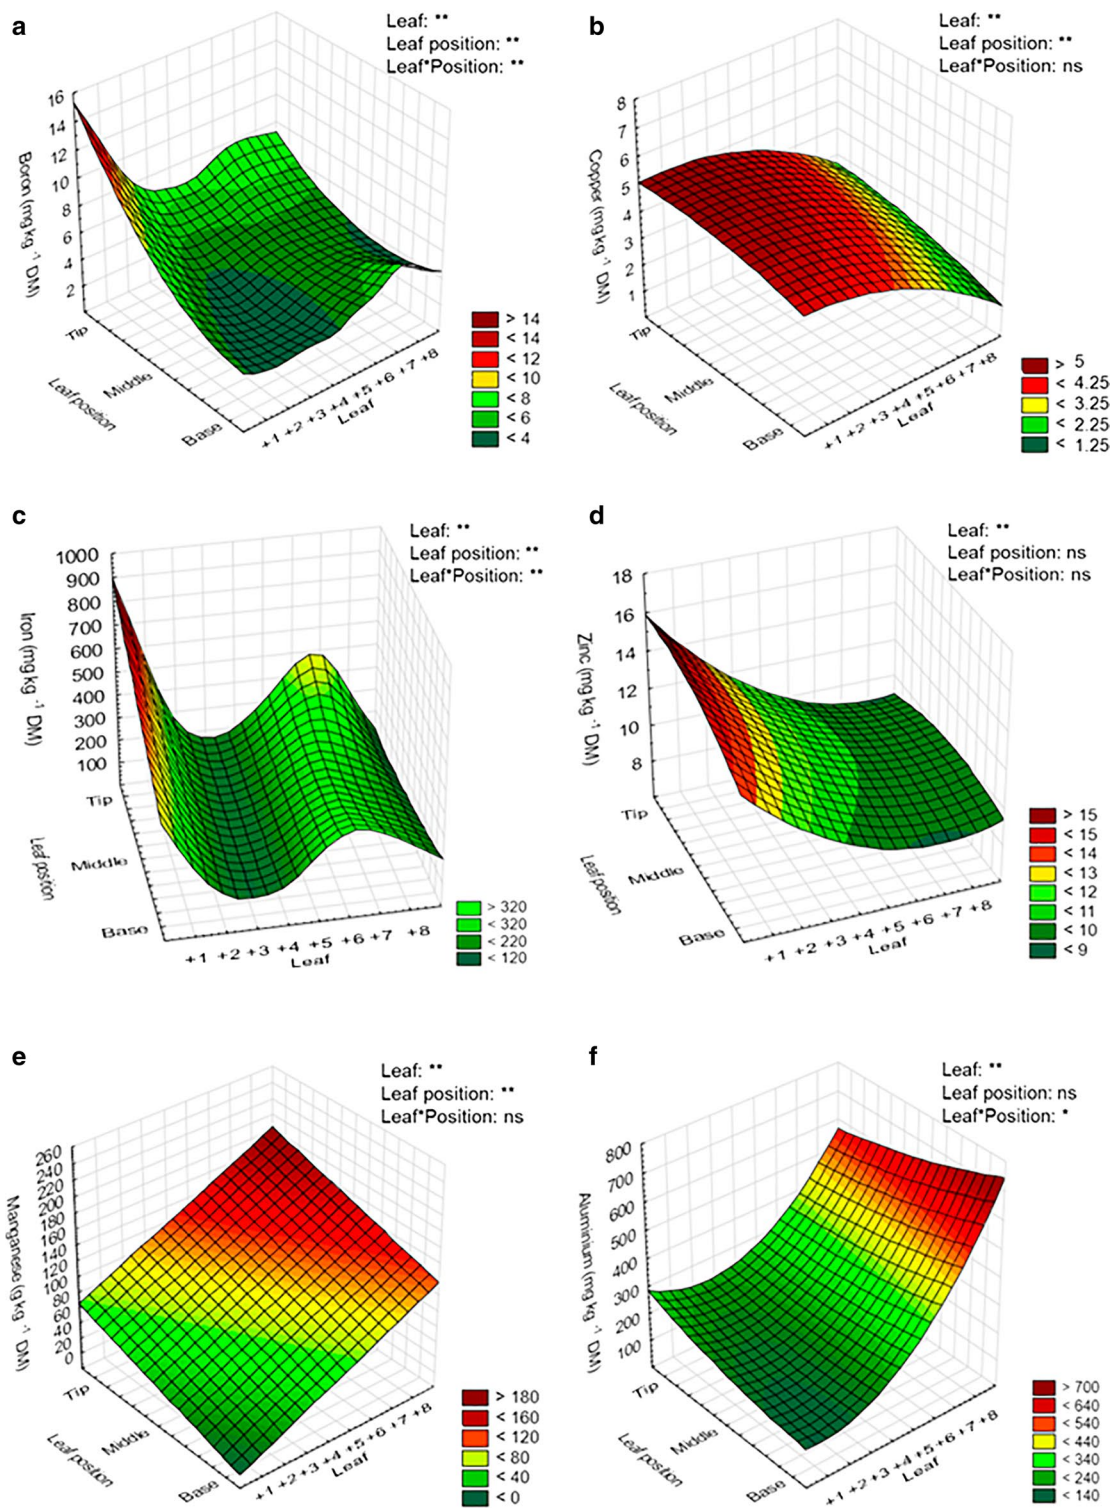 a
Leaf: **
Leaf position: **
Leaf*Position: **
16
14
12
10
8
6
4
2
Boron (mg kg -1 DM)
Tip
Middle
Base
Leaf position
+1 +2 +3 +4 +5 +6 +7 +8
Leaf
> 14
< 14
< 12
< 10
< 8
< 6
< 4
b
Leaf: **
Leaf position: **
Leaf*Position: ns
8
7
6
5
4
3
2
1
Copper (mg kg -1 DM)
Tip
Middle
Base
Leaf position
+1 +2 +3 +4 +5 +6 +7 +8
Leaf
> 5
< 4.25
< 3.25
< 2.25
< 1.25
c
Leaf: **
Leaf position: **
Leaf*Position: **
1000
900
800
700
600
500
400
300
200
100
Iron (mg kg -1 DM)
Tip
Middle
Base
Leaf position
+1 +2 +3 +4 +5 +6 +7 +8
Leaf
> 320
< 320
< 220
< 120
d
Leaf: **
Leaf position: ns
Leaf*Position: ns
18
16
14
12
10
8
Zinc (mg kg -1 DM)
Tip
Middle
Base
Leaf position
+1 +2 +3 +4 +5 +6 +7 +8
Leaf
> 15
< 15
< 14
< 13
< 12
< 11
< 10
< 9
e
Leaf: **
Leaf position: **
Leaf*Position: ns
260
240
220
200
180
160
140
120
100
80
60
40
20
0
Manganese (g kg -1 DM)
Tip
Middle
Base
Leaf position
+1 +2 +3 +4 +5 +6 +7 +8
Leaf
> 180
< 160
< 120
< 80
< 40
< 0
f
Leaf: **
Leaf position: ns
Leaf*Position: *
800
700
600
500
400
300
200
100
Aluminium (mg kg -1 DM)
Tip
Middle
Base
Leaf position
+1 +2 +3 +4 +5 +6 +7 +8
Leaf
> 700
< 640
< 540
< 440
< 340
< 240
< 140